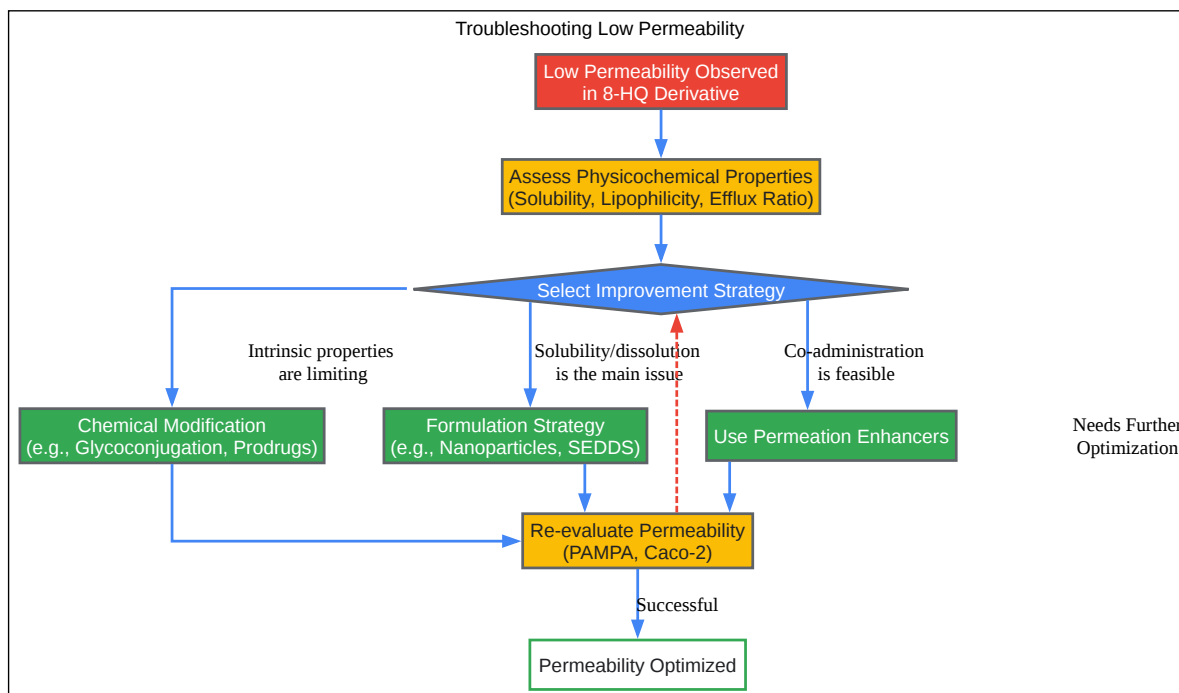 Troubleshooting Low Permeability
Low Permeability Observed
in 8-HQ Derivative
Assess Physicochemical Properties
(Solubility, Lipophilicity, Efflux Ratio)
Select Improvement Strategy
Intrinsic properties
are limiting
Solubility/dissolution
is the main issue
Co-administration
is feasible
Chemical Modification
(e.g., Glycoconjugation, Prodrugs)
Formulation Strategy
(e.g., Nanoparticles, SEDDS)
Use Permeation Enhancers
Needs Further
Optimization
Re-evaluate Permeability
(PAMPA, Caco-2)
Successful
Permeability Optimized